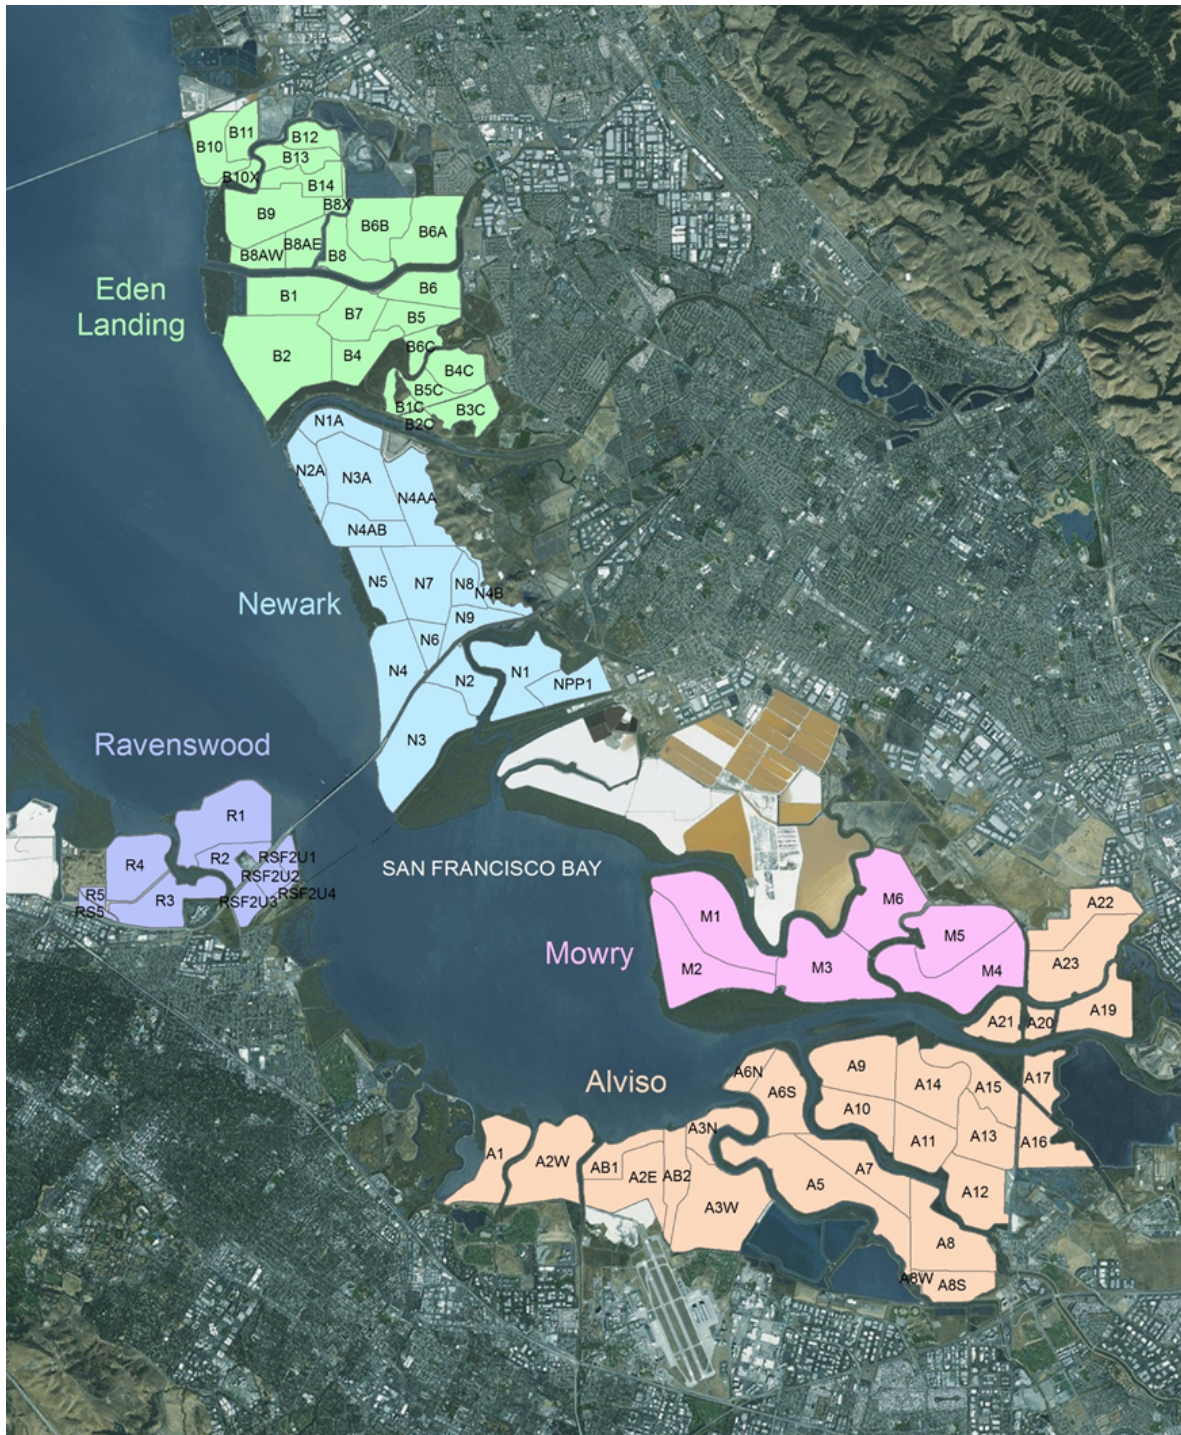 B11
B10
B12
B13
B10X
B14
B8X
B9
B6B
B6A
B8AE
B8AW
B8
Eden
Landing
B1
B6
B7
B5
B6C
B2
B4
B4C
B5C
B1C
B3C
B2C
N1A
N2A
N3A
N4AA
N4AB
N5
N7
N8
N4B
Newark
N9
N6
N4
N2
N1
NPP1
N3
Ravenswood
R1
R4
R2
RSF2U1
RSF2U2
R5
R3
RSF2U3
RSF2U4
RS5
SAN FRANCISCO BAY
M6
M1
M5
Mowry
M2
M3
M4
A22
A23
A21
A20
A19
Alviso
A6N
A6S
A9
A14
A15
A17
A10
A11
A13
A16
A3N
A1
A2W
AB1
A2E
AB2
A7
A5
A12
A3W
A8
A8W
A8S